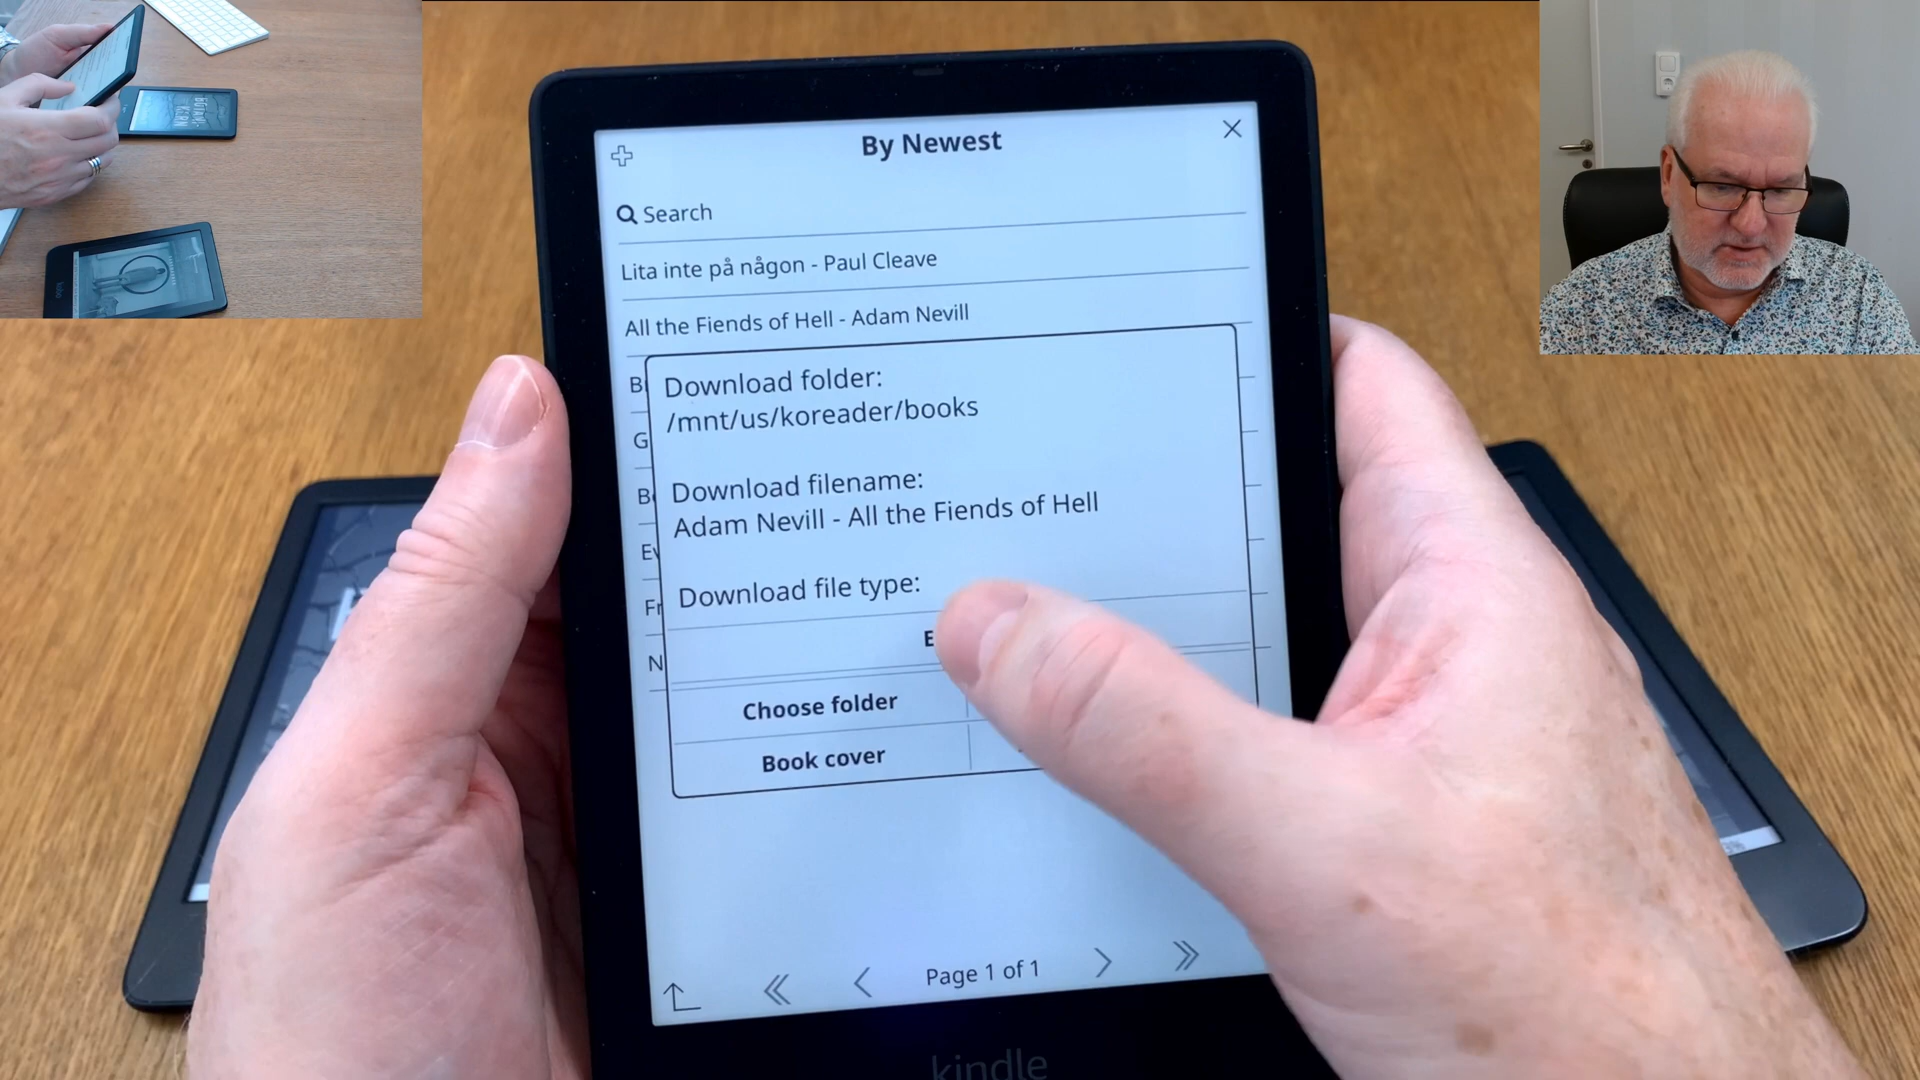 By Newest
Search
Lita inte på någon - Paul Cleave
All the Fiends of Hell - Adam Nevill
Download folder:
/mnt/us/koreader/books
Download filename:
Adam Nevill - All the Fiends of Hell
Download file type:
Choose folder
Book cover
Page 1 of 1
kindle